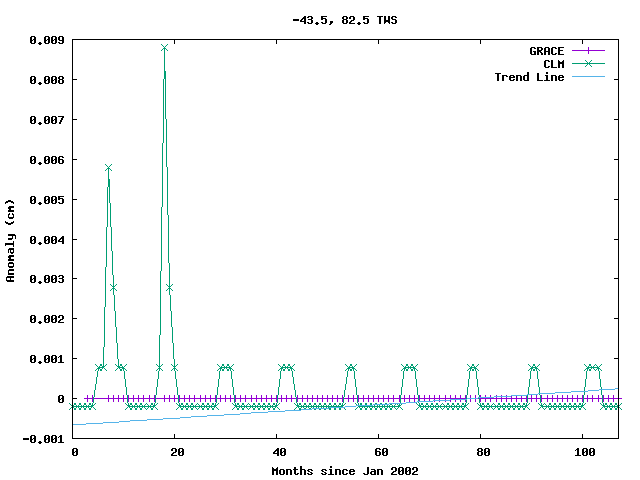 -43.5, 82.5 TWS
GRACE
CLM
Trend Line
0.009
0.008
0.007
0.006
0.005
0.004
0.003
0.002
0.001
0
-0.001
Anomaly (cm)
0 20 40 60 80 100
Months since Jan 2002